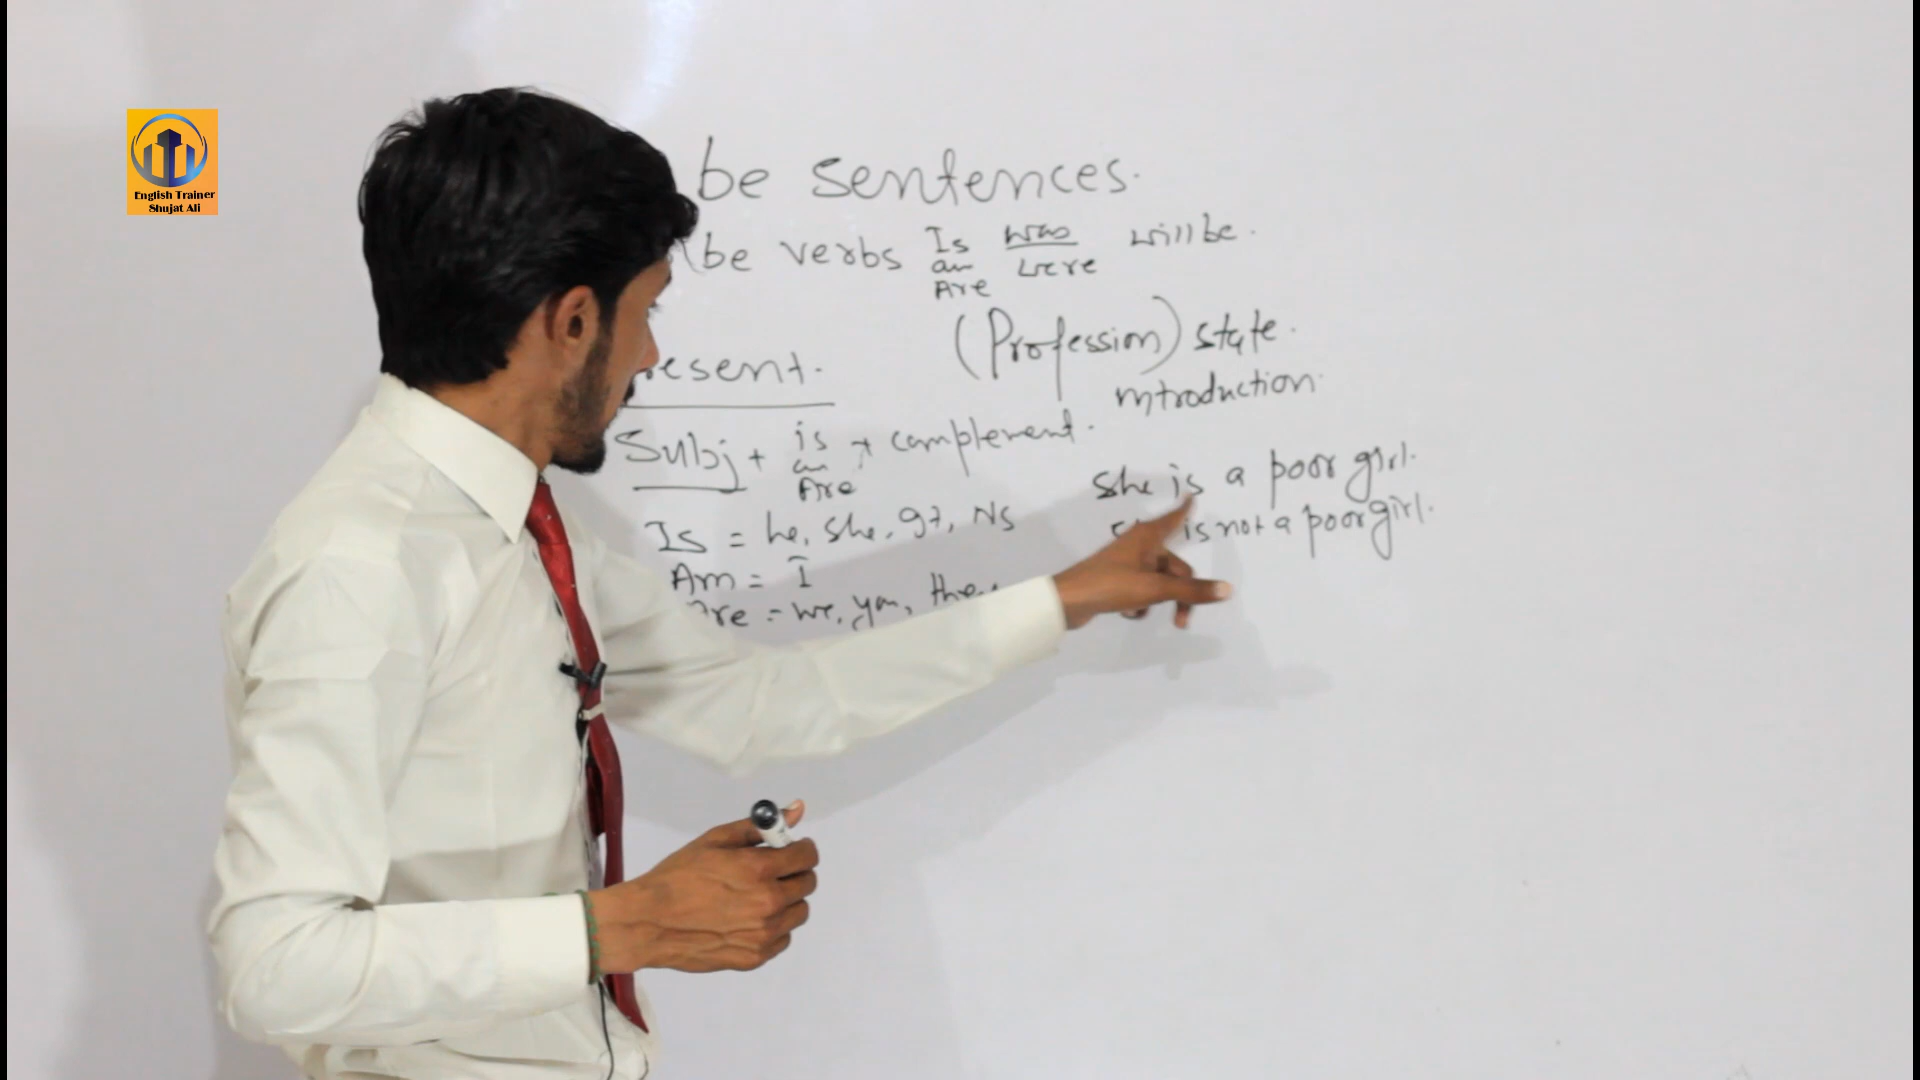 English Trainer
Shujat Ali
be sentences.
be verbs Is was will be.
am were
Are
(Profession) state.
resent.
introduction.
Subj + is + complement.
am
Are
She is a poor girl.
is not a poor girl.
Is = he, she, It, Ns
Am = I
Are = we, you, they